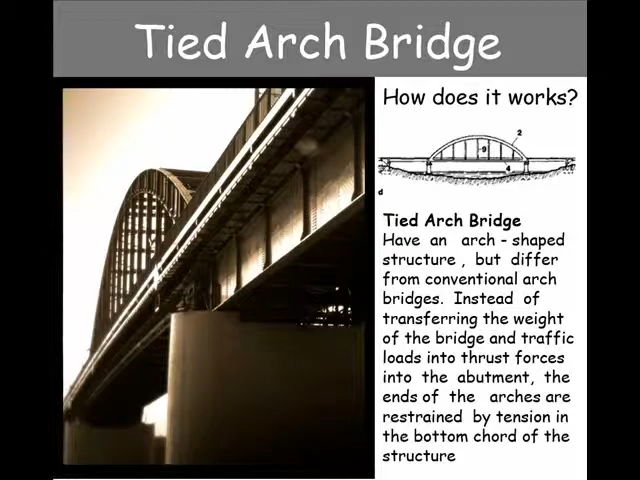 Tied Arch Bridge
How does it works?
2
9
4
d
Tied Arch Bridge
Have an arch - shaped
structure , but differ
from conventional arch
bridges. Instead of
transferring the weight
of the bridge and traffic
loads into thrust forces
into the abutment, the
ends of the arches are
restrained by tension in
the bottom chord of the
structure